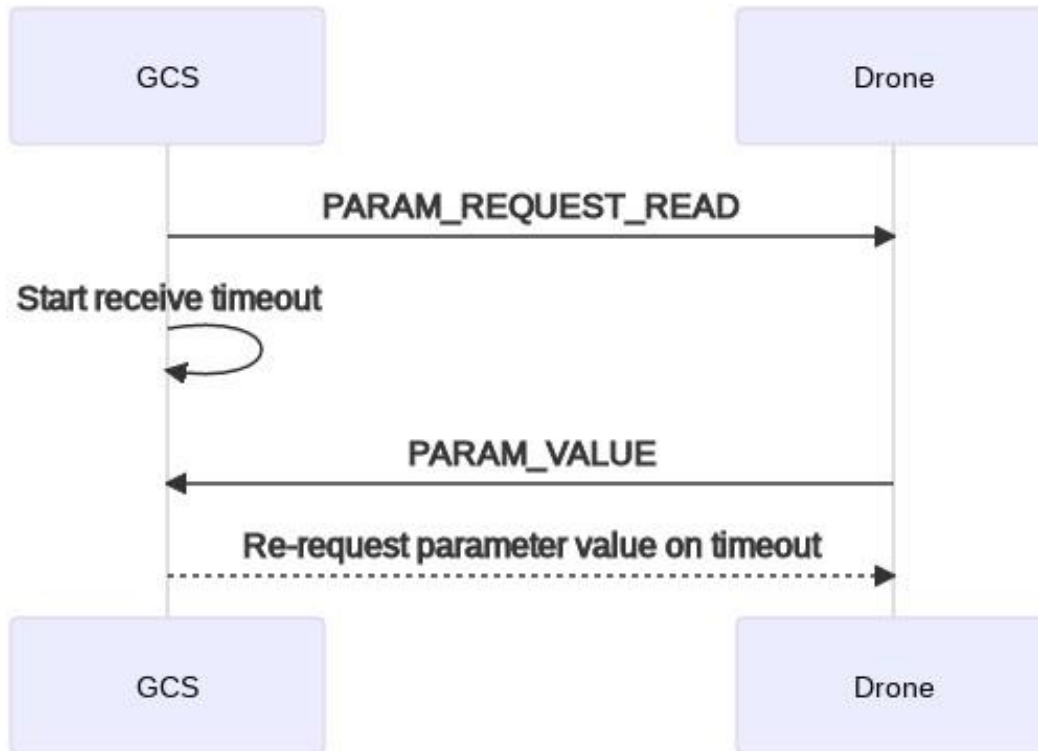 GCS
Drone
PARAM_REQUEST_READ
Start receive timeout
PARAM_VALUE
Re-request parameter value on timeout
GCS
Drone